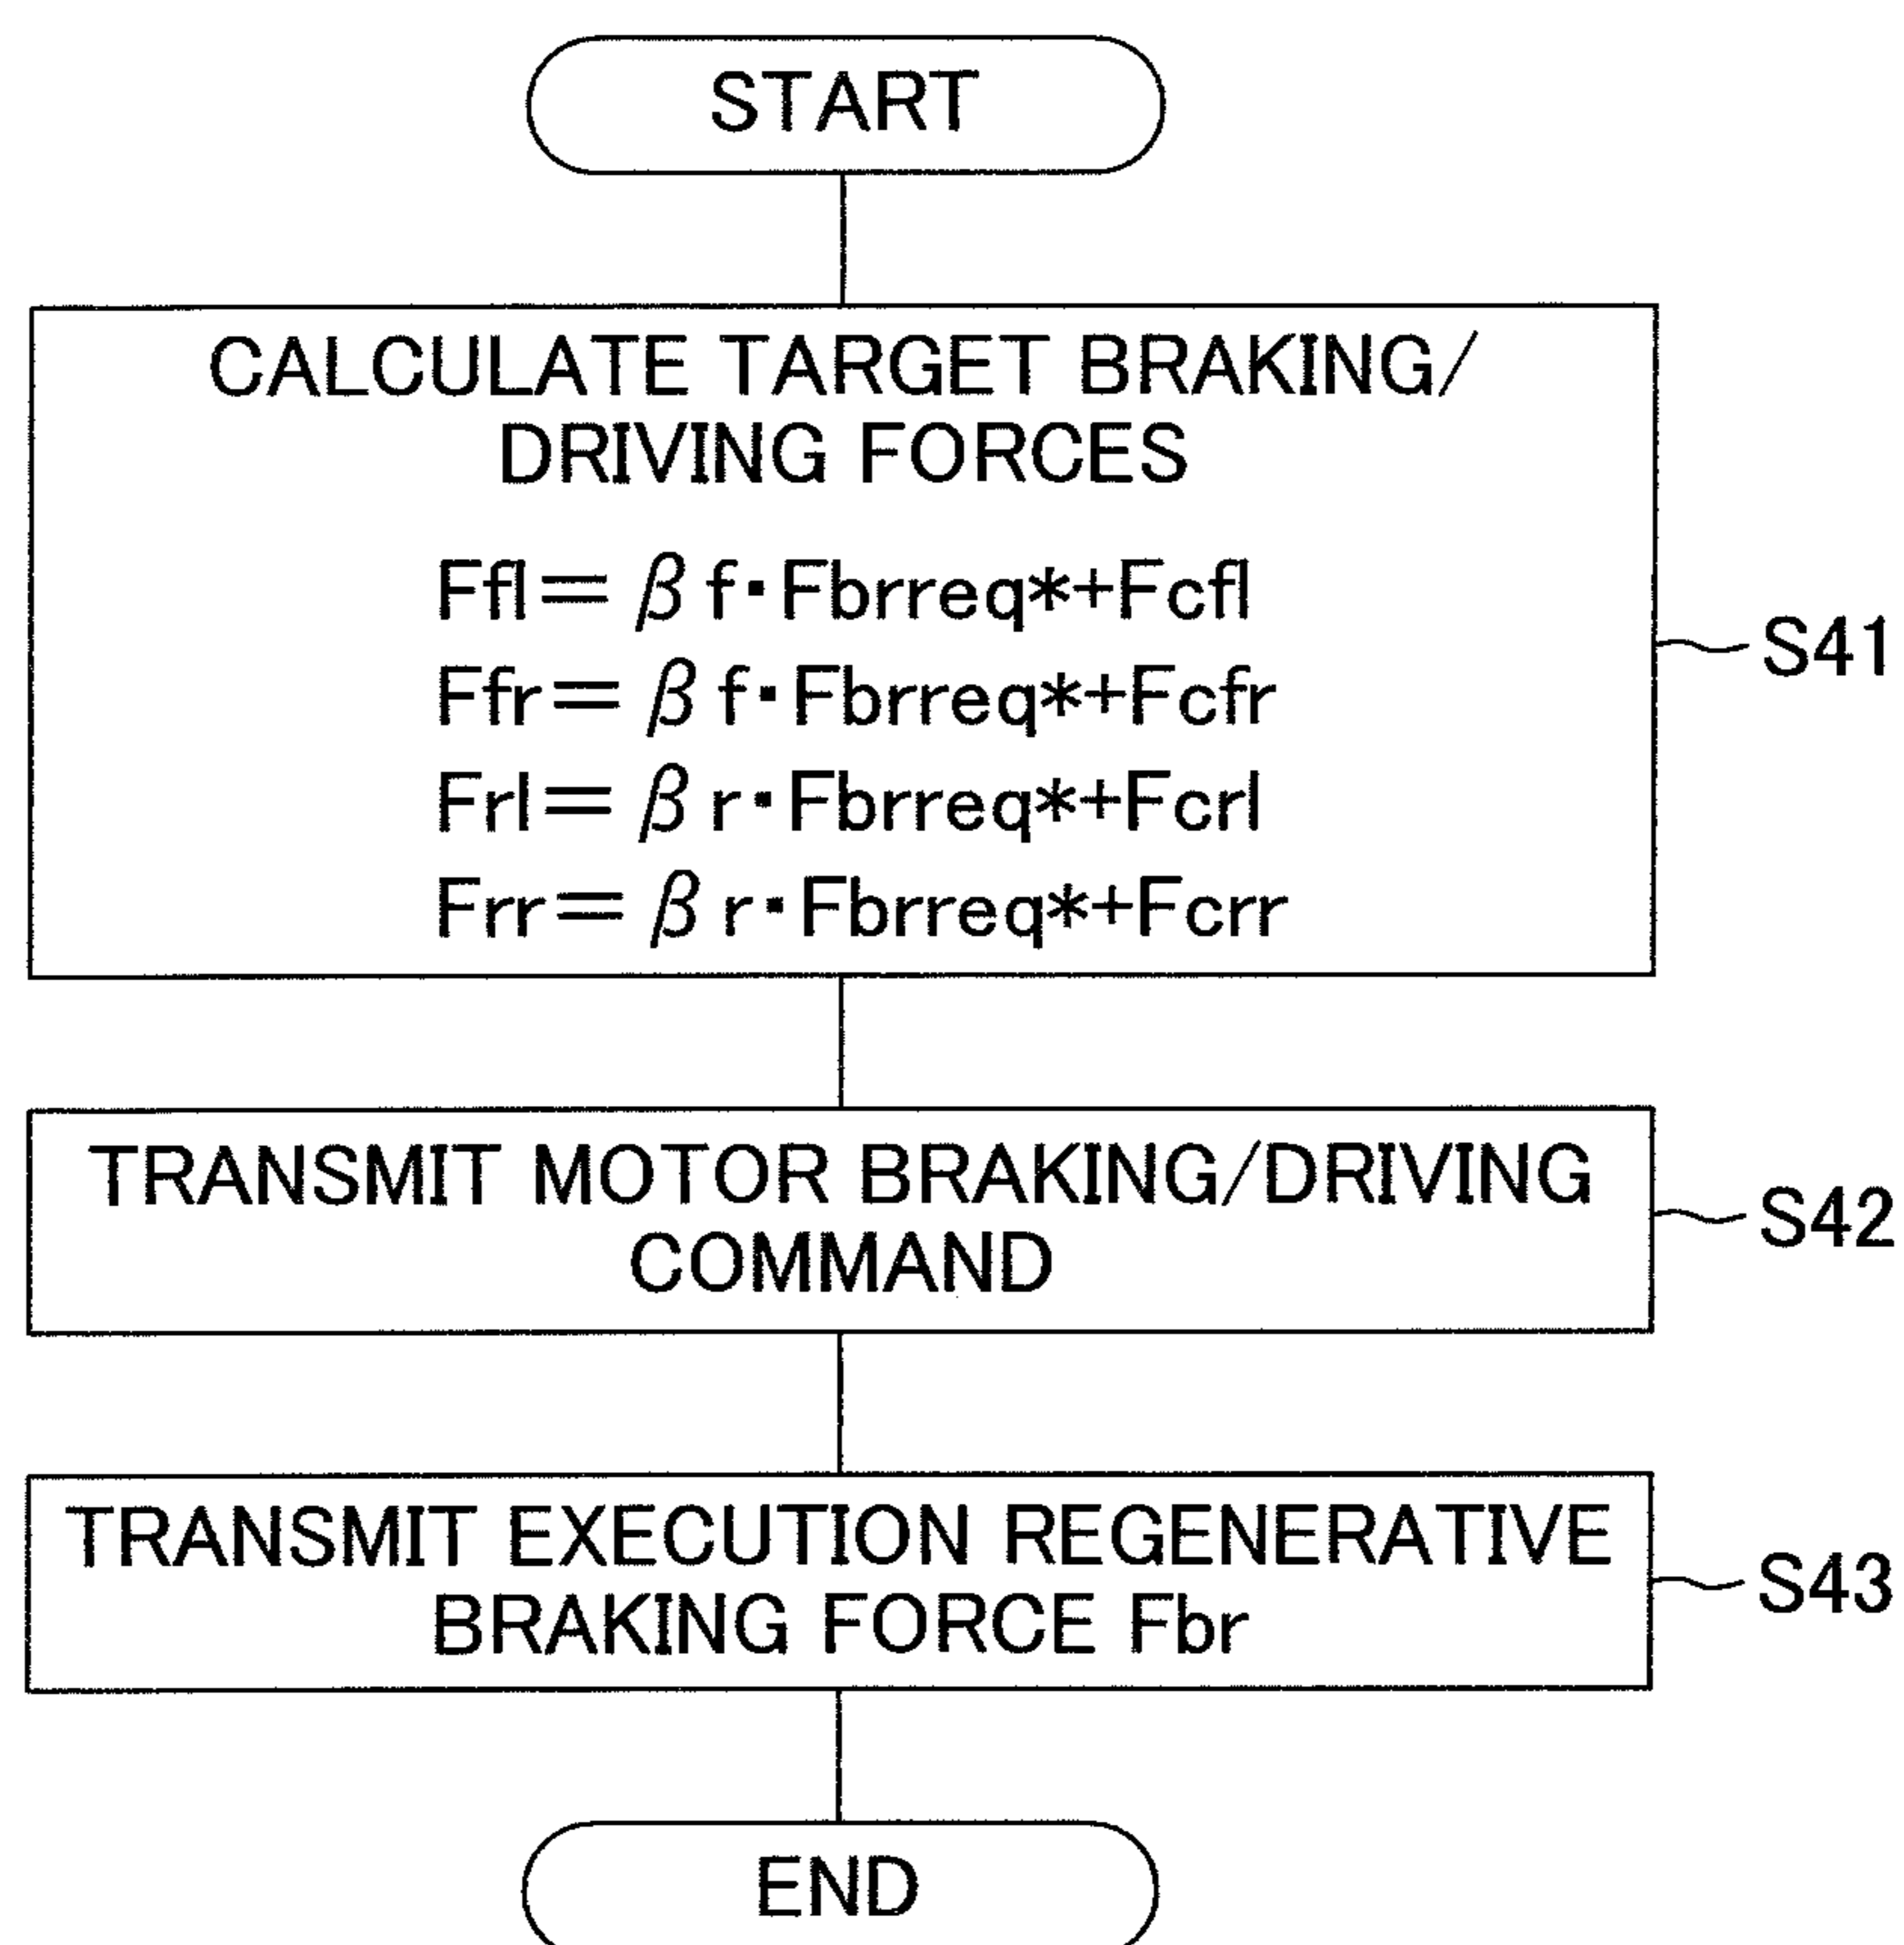 START
CALCULATE TARGET BRAKING/
DRIVING FORCES
Ffl=βf·Fbrreq*+Fcfl
Ffr=βf·Fbrreq*+Fcfr
Frl=βr·Fbrreq*+Fcrl
Frr=βr·Fbrreq*+Fcrr
S41
TRANSMIT MOTOR BRAKING/DRIVING
COMMAND
S42
TRANSMIT EXECUTION REGENERATIVE
BRAKING FORCE Fbr
S43
END